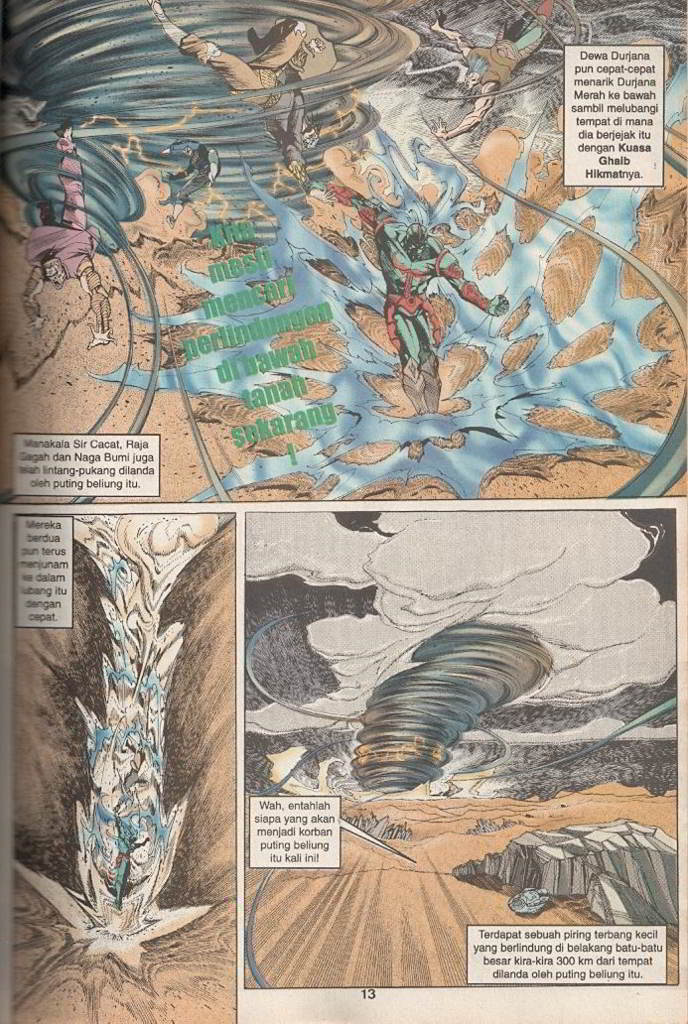 Dewa Durjana
pun cepat-cepat
menarik Durjana
Merah ke bawah
sambil melubangi
tempat di mana
dia berjejak itu
dengan Kuasa
Ghaib
Hikmatnya.
Kita
mesti
mencari
perlindungan
di bawah
tanah
sekarang
!
Manakala Sir Cacat, Raja
Gagah dan Naga Bumi juga
telah lintang-pukang dilanda
oleh puting beliung itu.
Mereka
berdua
pun terus
menjunam
ke dalam
lubang itu
dengan
cepat.
Wah, entahlah
siapa yang akan
menjadi korban
puting beliung
itu kali ini!
Terdapat sebuah piring terbang kecil
yang berlindung di belakang batu-batu
besar kira-kira 300 km dari tempat
dilanda oleh puting beliung itu.
13